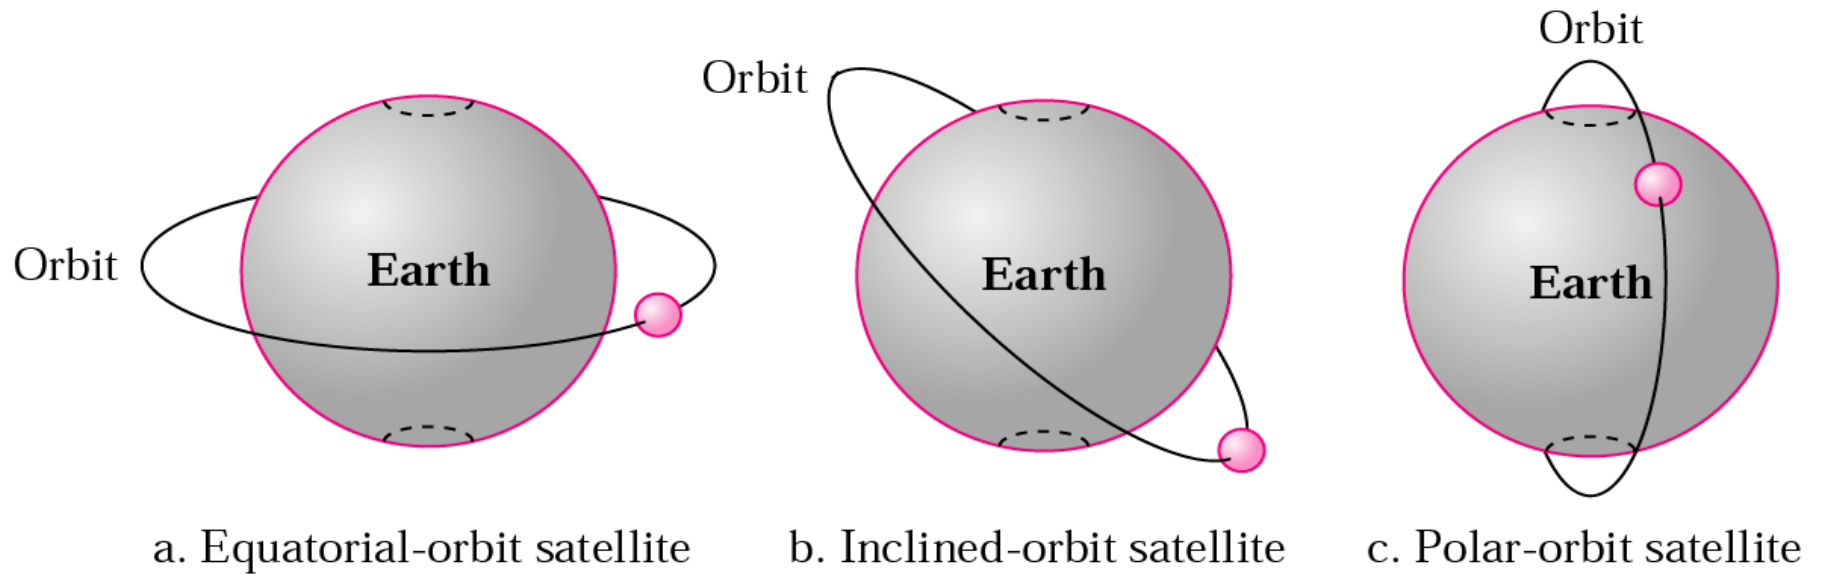 Orbit
Earth
a. Equatorial-orbit satellite
Orbit
Earth
b. Inclined-orbit satellite
Orbit
Earth
c. Polar-orbit satellite